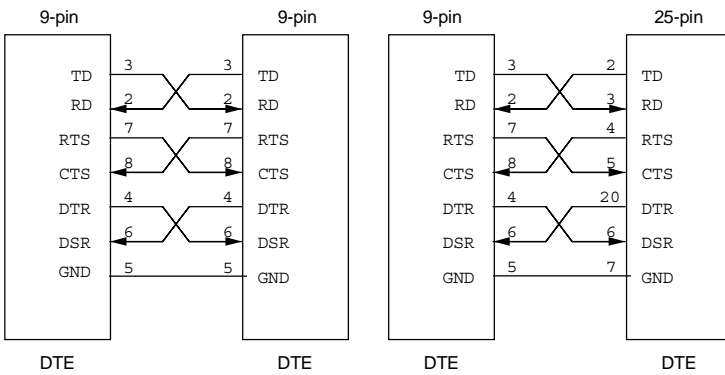 9-pin 9-pin 9-pin 25-pin
TD 3 3 TD TD 3 2 TD
RD 2 2 RD RD 2 3 RD
RTS 7 7 RTS RTS 7 4 RTS
CTS 8 8 CTS CTS 8 5 CTS
DTR 4 4 DTR DTR 4 20 DTR
DSR 6 6 DSR DSR 6 6 DSR
GND 5 5 GND GND 5 7 GND
DTE DTE DTE DTE